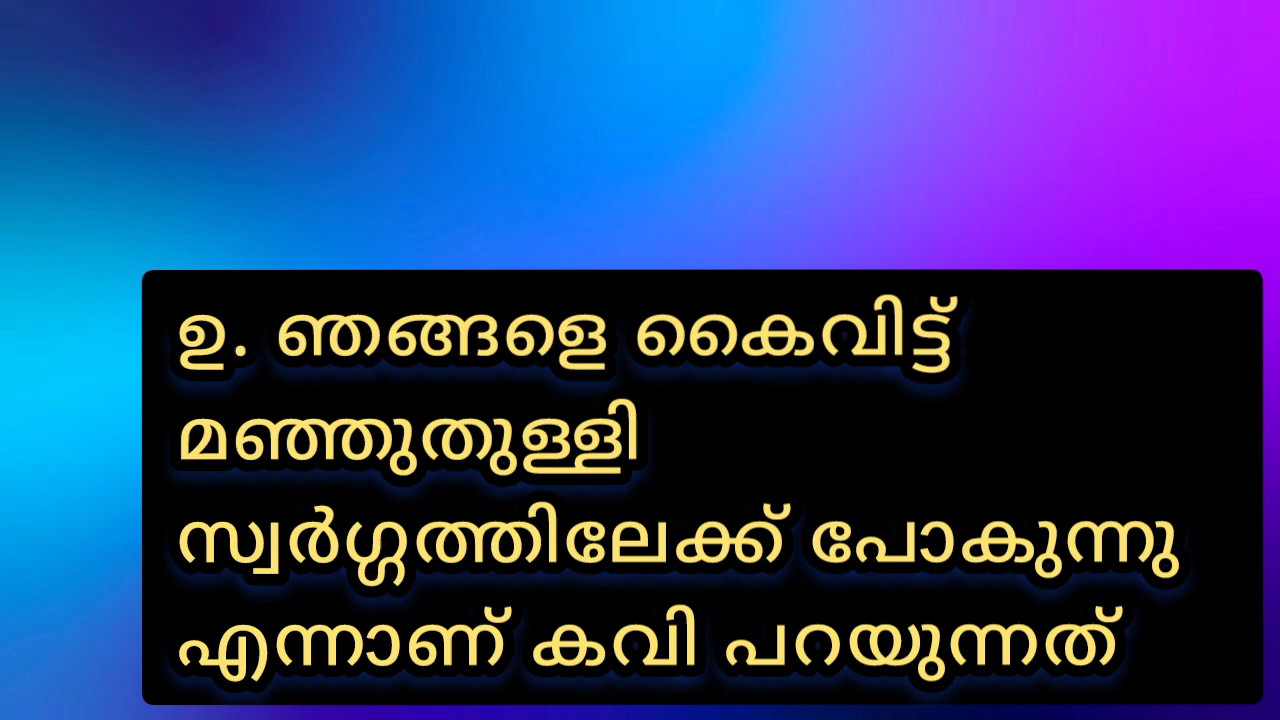 ഉ. ഞങ്ങളെ കൈവിട്ട്
മഞ്ഞുതുള്ളി
സ്വർഗ്ഗത്തിലേക്ക് പോകുന്നു
എന്നാണ് കവി പറയുന്നത്